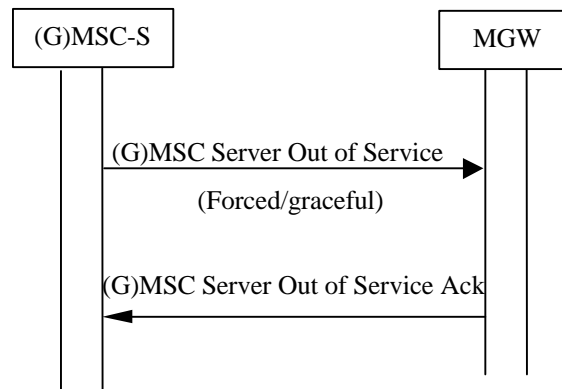 (G)MSC-S
MGW
(G)MSC Server Out of Service
(Forced/graceful)
(G)MSC Server Out of Service Ack